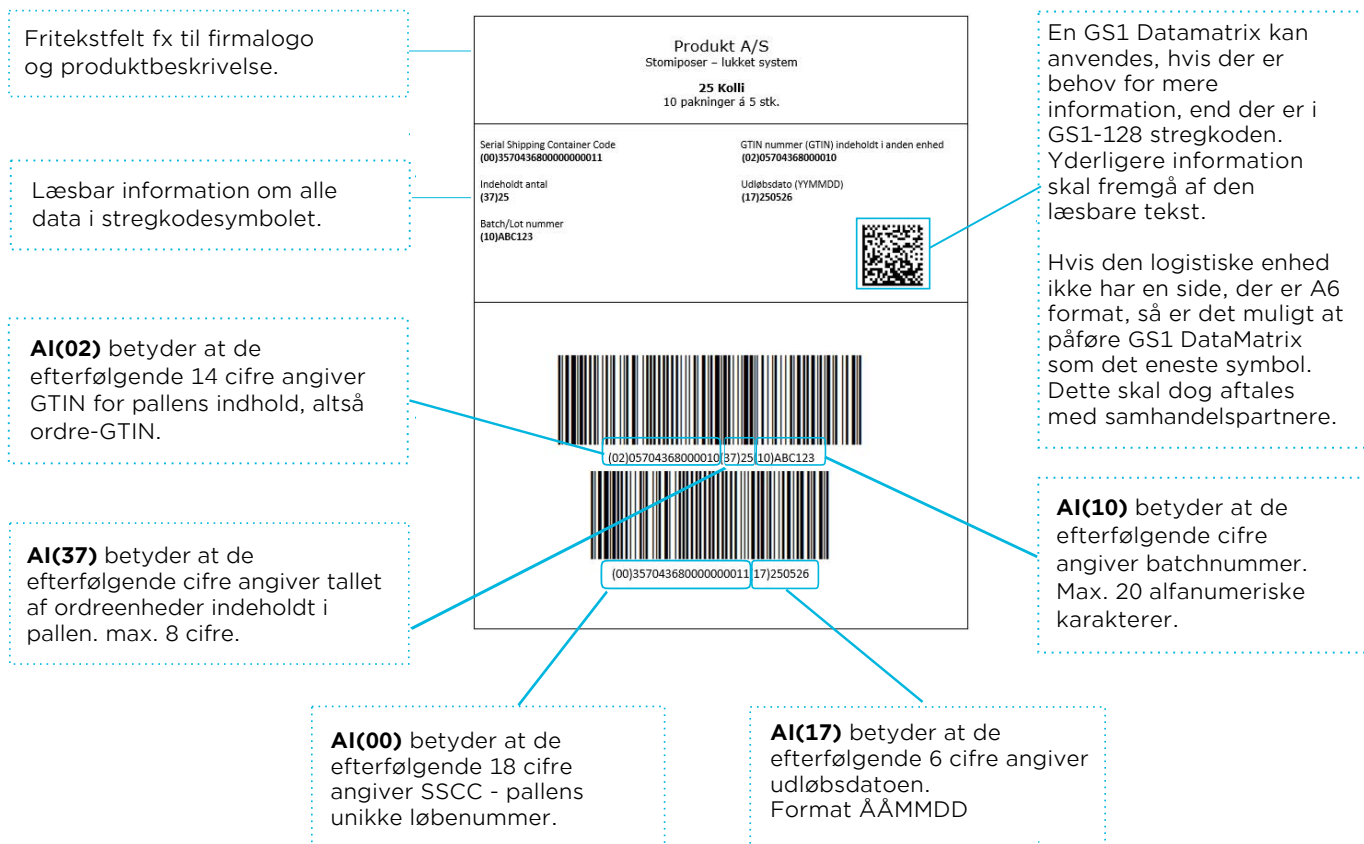 Fritekstfelt fx til firmalogo
og produktbeskrivelse.
Læsbar information om alle
data i stregkodesymbolet.
AI(02) betyder at de
efterfølgende 14 cifre angiver
GTIN for pallens indhold, altså
ordre-GTIN.
AI(37) betyder at de
efterfølgende cifre angiver tallet
af ordreenheder indeholdt i
pallen. max. 8 cifre.
Produkt A/S
Stomiposer – lukket system
25 Kolli
10 pakninger á 5 stk.
Serial Shipping Container Code
(00)357043680000000011
GTIN nummer (GTIN) indeholdt i anden enhed
(02)05704368000010
Indeholdt antal
(37)25
Udløbsdato (YYMMDD)
(17)250526
Batch/Lot nummer
(10)ABC123
(02)05704368000010(37)25(10)ABC123
(00)357043680000000011(17)250526
En GS1 Datamatrix kan
anvendes, hvis der er
behov for mere
information, end der er i
GS1-128 stregkoden.
Yderligere information
skal fremgå af den
læsbare tekst.
Hvis den logistiske enhed
ikke har en side, der er A6
format, så er det muligt at
påføre GS1 DataMatrix
som det eneste symbol.
Dette skal dog aftales
med samhandelspartnere.
AI(10) betyder at de
efterfølgende cifre
angiver batchnummer.
Max. 20 alfanumeriske
karakterer.
AI(00) betyder at de
efterfølgende 18 cifre
angiver SSCC - pallens
unikke løbenummer.
AI(17) betyder at de
efterfølgende 6 cifre angiver
udløbsdatoen.
Format ÅÅMMDD